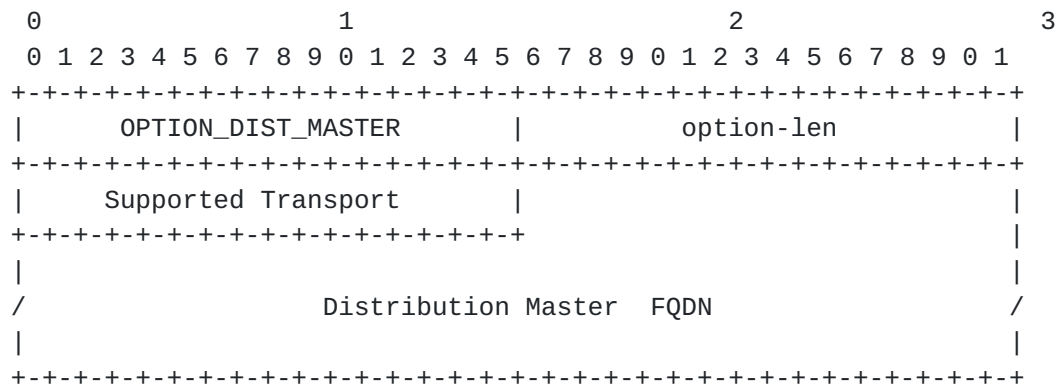 0                   1                       2                   3
 0 1 2 3 4 5 6 7 8 9 0 1 2 3 4 5 6 7 8 9 0 1 2 3 4 5 6 7 8 9 0 1
+-+-+-+-+-+-+-+-+-+-+-+-+-+-+-+-+-+-+-+-+-+-+-+-+-+-+-+-+-+-+-+-+
|      OPTION_DIST_MASTER       |          option-len           |
+-+-+-+-+-+-+-+-+-+-+-+-+-+-+-+-+-+-+-+-+-+-+-+-+-+-+-+-+-+-+-+-+
|     Supported Transport       |                               |
+-+-+-+-+-+-+-+-+-+-+-+-+-+-+-+-+                               |
|                                                               |
/                   Distribution Master  FQDN                   /
|                                                               |
+-+-+-+-+-+-+-+-+-+-+-+-+-+-+-+-+-+-+-+-+-+-+-+-+-+-+-+-+-+-+-+-+